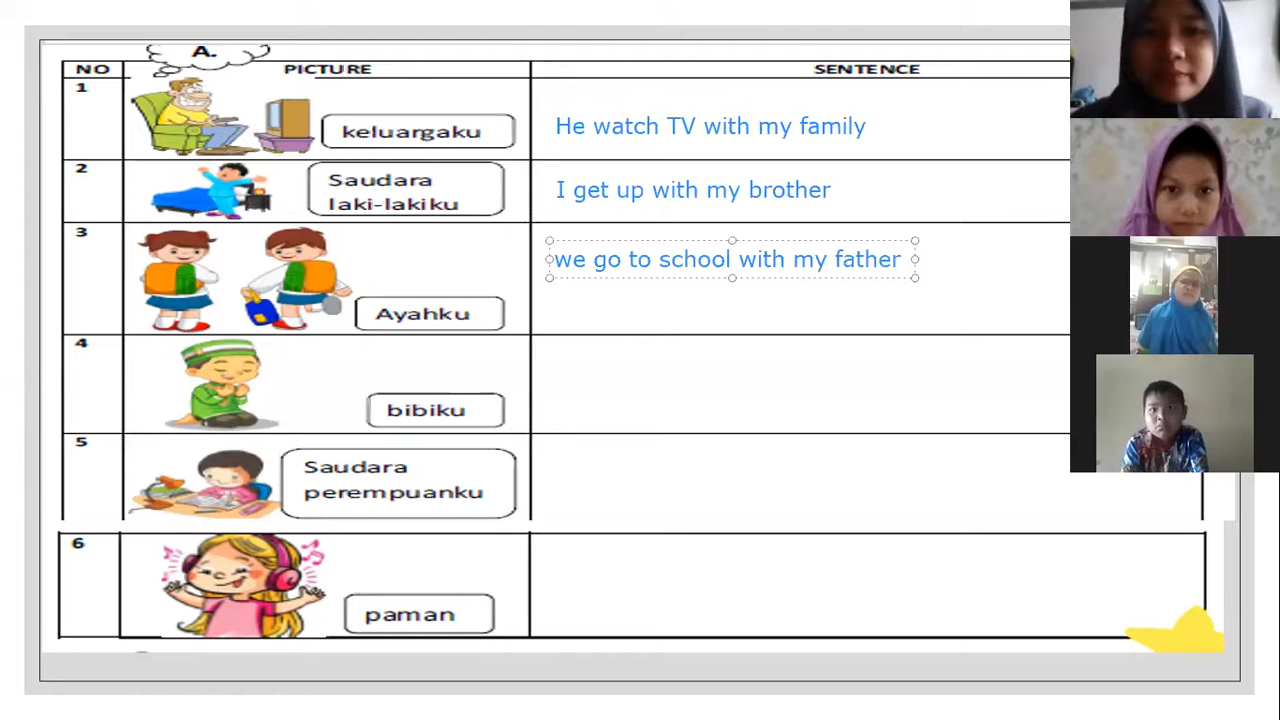 A.
NO PICTURE SENTENCE
1
keluargaku
He watch TV with my family
2
Saudara
laki-lakiku
I get up with my brother
3
Ayahku
we go to school with my father
4
bibiku
5
Saudara
perempuanku
6
paman